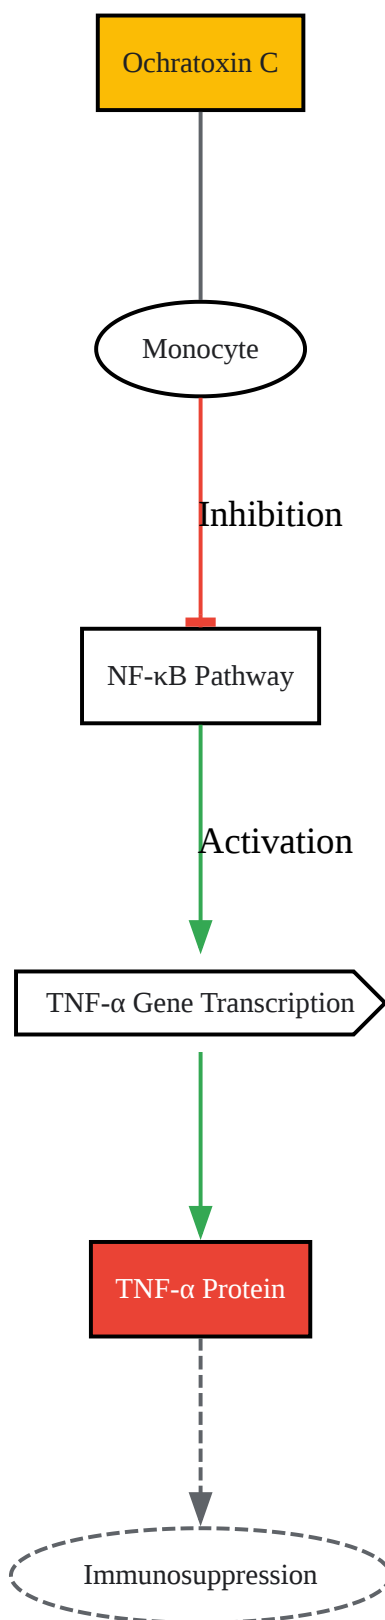 Ochratoxin C
Monocyte
Inhibition
NF-κB Pathway
Activation
TNF-α Gene Transcription
TNF-α Protein
Immunosuppression